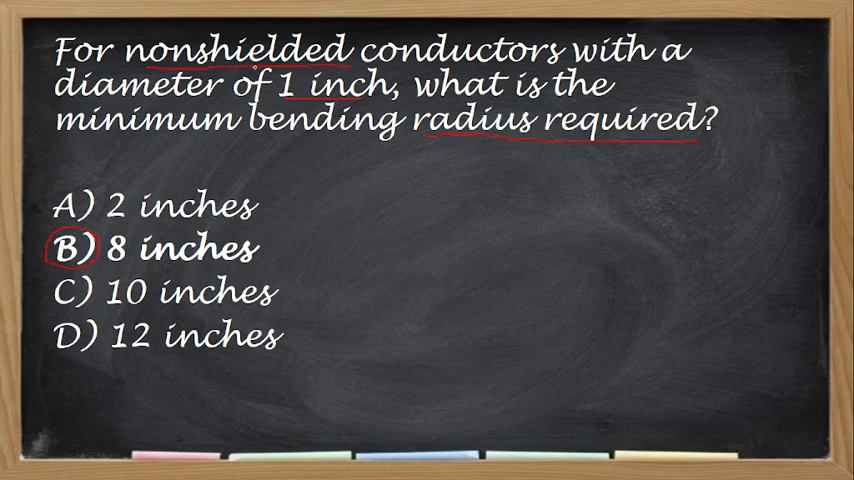 For nonshielded conductors with a
diameter of 1 inch, what is the
minimum bending radius required?
A) 2 inches
B) 8 inches
C) 10 inches
D) 12 inches